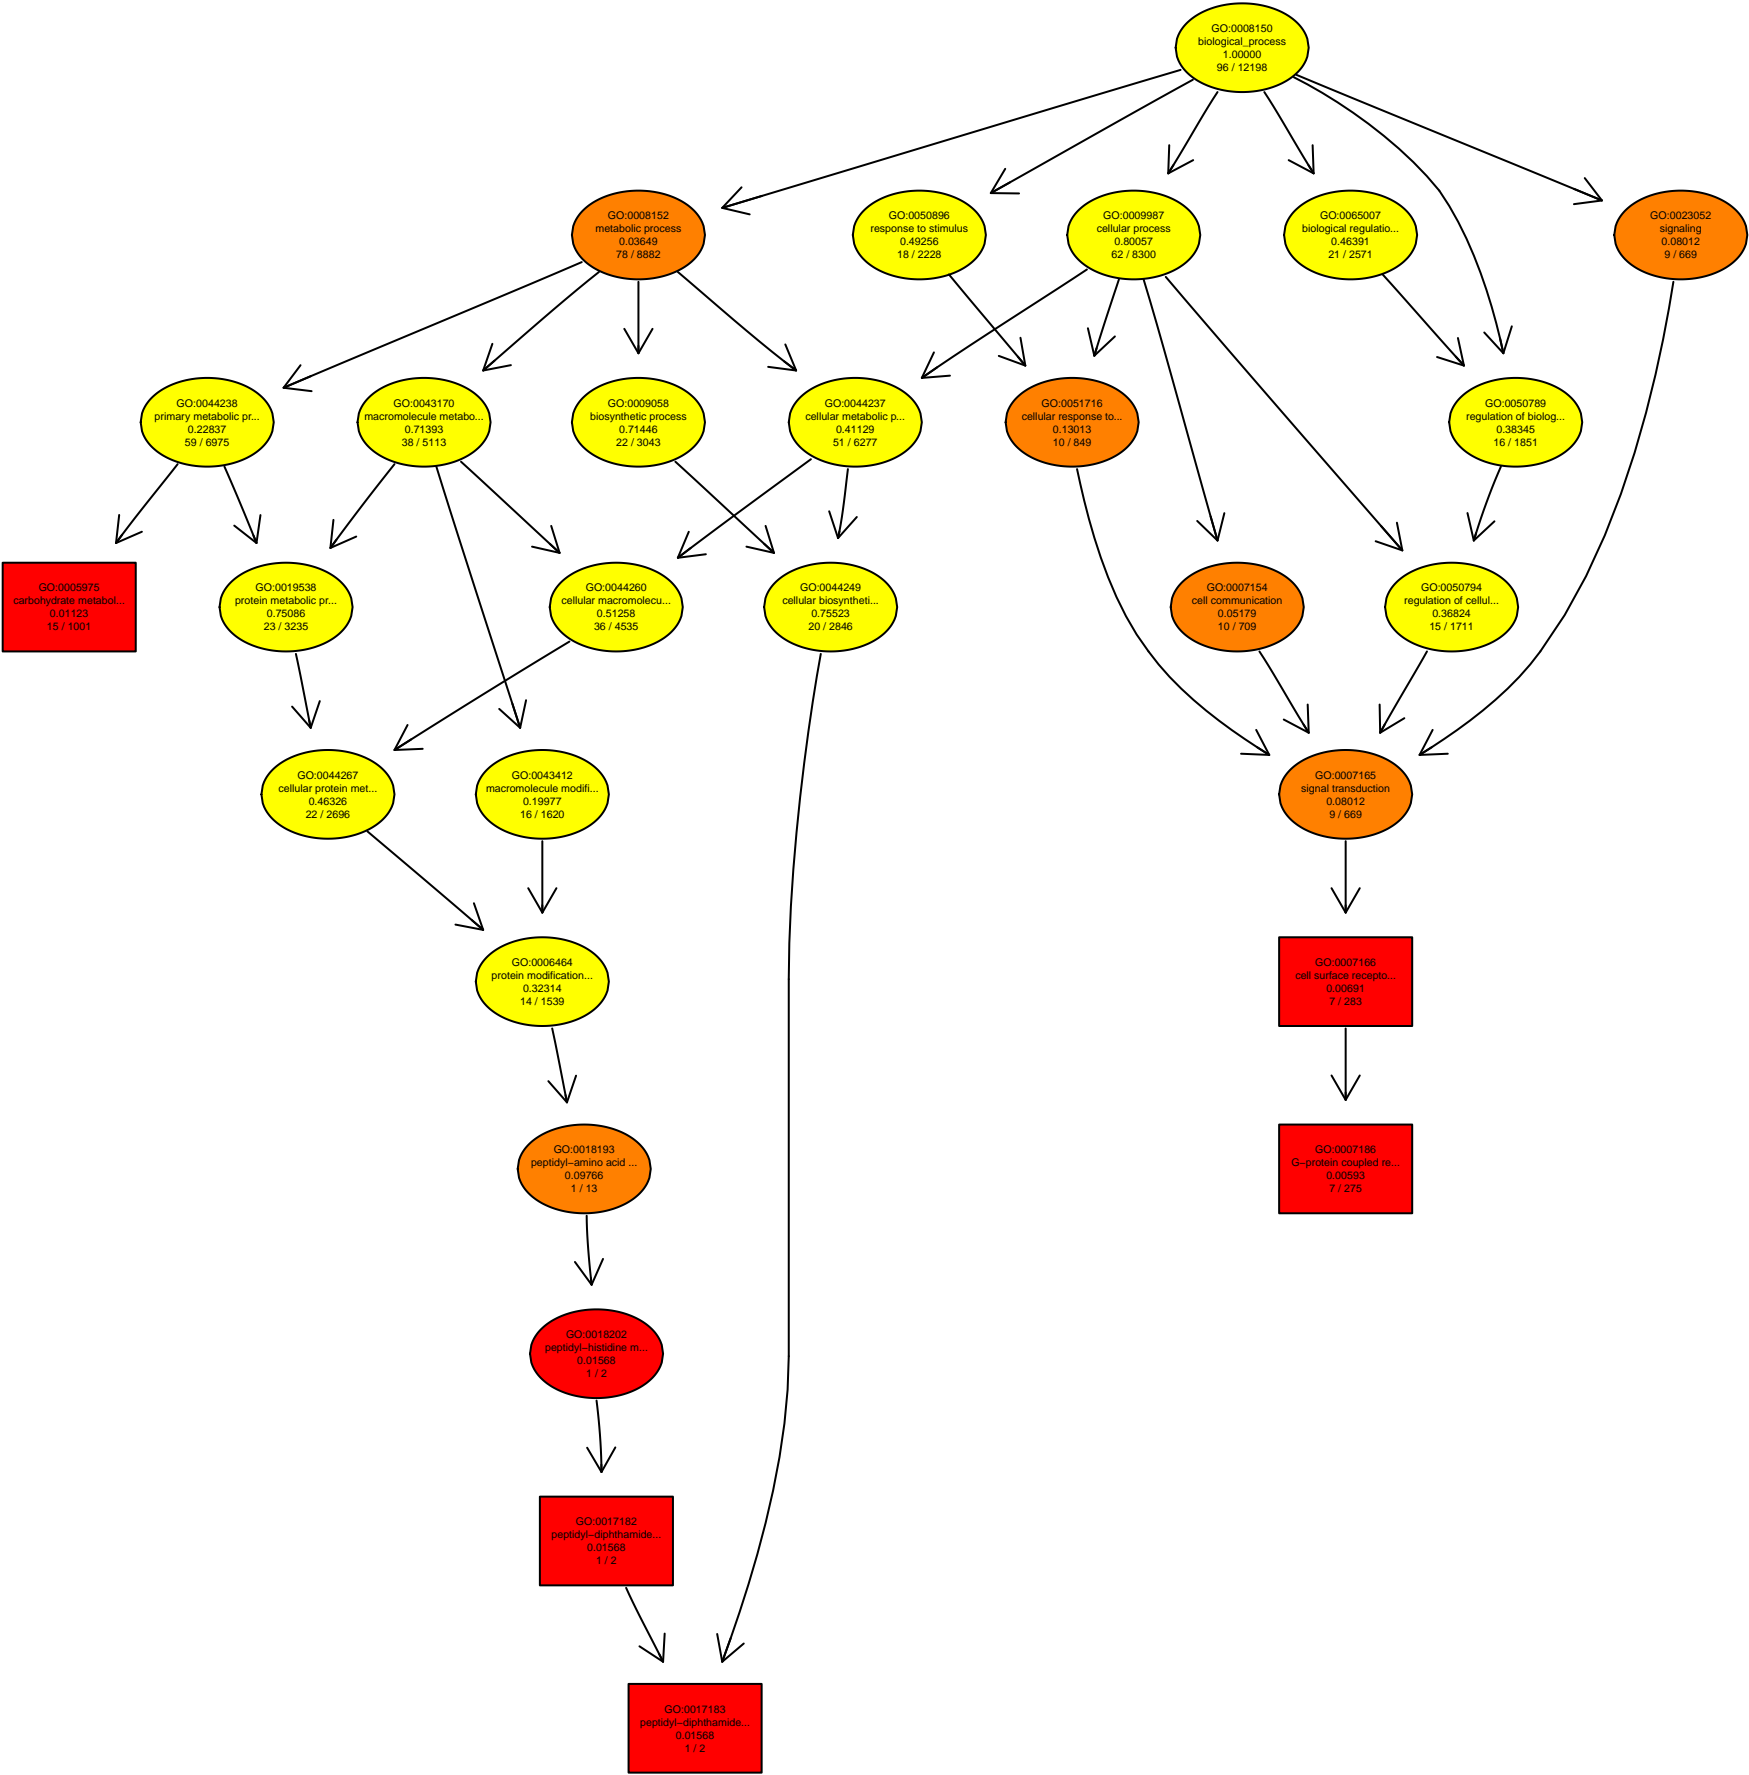 GO:0008150
biological_process
1.00000
96 / 12198
GO:0008152
metabolic process
0.03649
78 / 8882
GO:0050896
response to stimulus
0.49256
18 / 2228
GO:0009987
cellular process
0.80057
62 / 8300
GO:0065007
biological regulatio...
0.46391
21 / 2571
GO:0023052
signaling
0.08012
9 / 669
GO:0044238
primary metabolic pr...
0.22837
59 / 6975
GO:0043170
macromolecule metabo...
0.71393
38 / 5113
GO:0009058
biosynthetic process
0.71446
22 / 3043
GO:0044237
cellular metabolic p...
0.41129
51 / 6277
GO:0051716
cellular response to...
0.13013
10 / 849
GO:0050789
regulation of biolog...
0.38345
16 / 1851
GO:0005975
carbohydrate metabol...
0.01123
15 / 1001
GO:0019538
protein metabolic pr...
0.75086
23 / 3235
GO:0044260
cellular macromolecu...
0.51258
36 / 4535
GO:0044249
cellular biosyntheti...
0.75523
20 / 2846
GO:0007154
cell communication
0.05179
10 / 709
GO:0050794
regulation of cellul...
0.36824
15 / 1711
GO:0044267
cellular protein met...
0.46326
22 / 2696
GO:0043412
macromolecule modifi...
0.19977
16 / 1620
GO:0007165
signal transduction
0.08012
9 / 669
GO:0006464
protein modification...
0.32314
14 / 1539
GO:0007166
cell surface recepto...
0.00691
7 / 283
GO:0018193
peptidyl−amino acid ...
0.09766
1 / 13
GO:0007186
G−protein coupled re...
0.00593
7 / 275
GO:0018202
peptidyl−histidine m...
0.01568
1 / 2
GO:0017182
peptidyl−diphthamide...
0.01568
1 / 2
GO:0017183
peptidyl−diphthamide...
0.01568
1 / 2